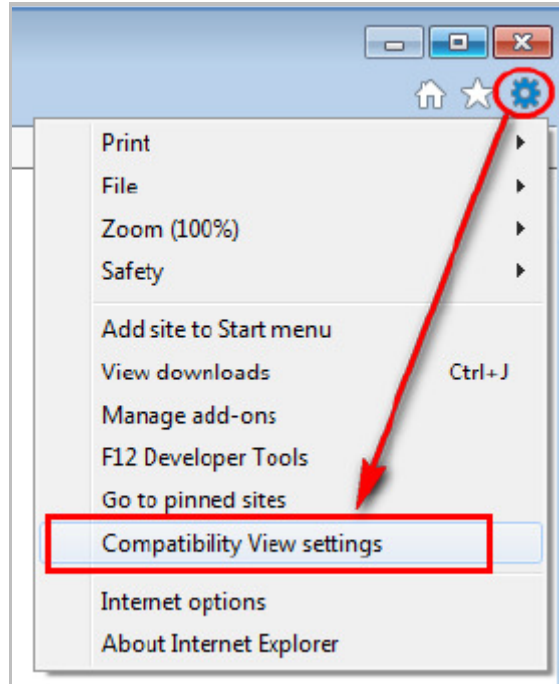 Print
File
Zoom (100%)
Safety
Add site to Start menu
View downloads Ctrl+J
Manage add-ons
F12 Developer Tools
Go to pinned sites
Compatibility View settings
Internet options
About Internet Explorer